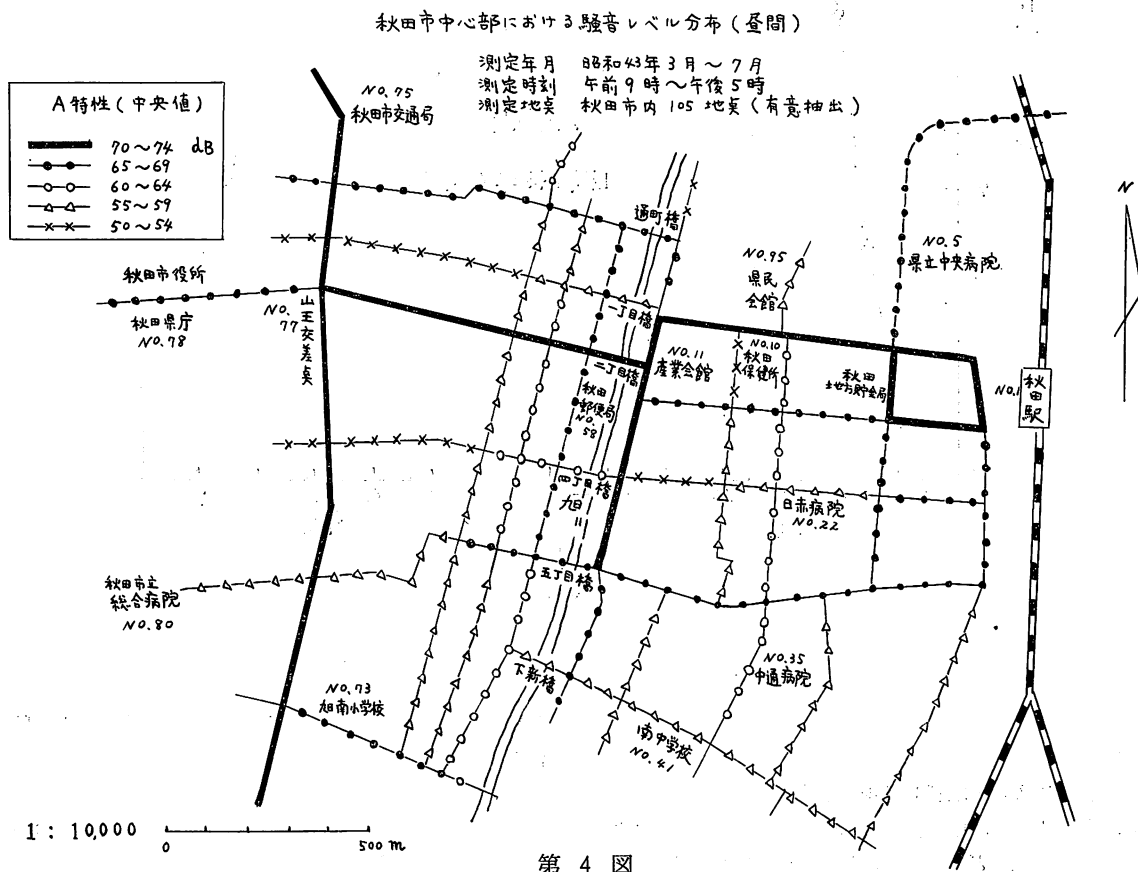 秋田市中心部における騒音レベル分布(昼間)
測定年月 昭和43年3月~7月
測定時刻 午前9時~午後5時
測定地点 秋田市内 105 地点(有意抽出)
A特性(中央値)
70~74 dB
65~69
60~64
55~59
50~54
NO.75
秋田市交通局
通町橋
N
NO.5
県立中央病院
NO.95
県民
会館
秋田市役所
秋田県庁
NO.78
NO.
77
山王交差点
一丁目橋
二丁目橋
NO.11
産業会館
NO.10
秋田
保健所
秋田
地方貯金局
NO.1
秋田駅
秋田
郵便局
NO.
58
四丁目橋
旭川
日赤病院
NO.22
五丁目橋
秋田市立
総合病院
NO.80
下新橋
NO.35
中通病院
NO.73
旭南小学校
南中学校
NO.41
1:10,000
0 500 m
第 4 図